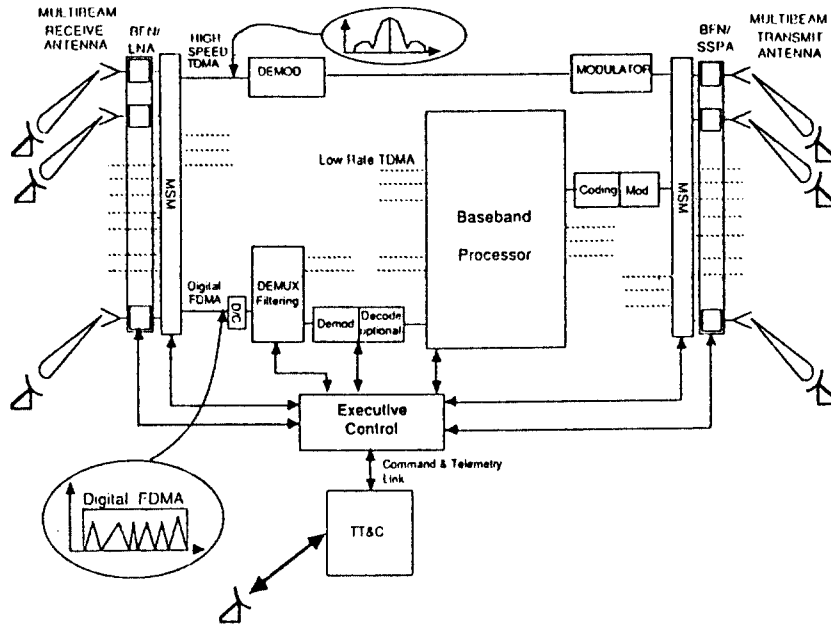 MULTIBEAM
RECEIVE
ANTENNA
BFN/
LNA
HIGH
SPEED
TDMA
DEMOD
MODULATOR
BFN/
SSPA
MULTIBEAM
TRANSMIT
ANTENNA
MSM
Low Rate TDMA
Baseband
Processor
Coding
Mod
MSM
Digital
FDMA
D/C
DEMUX
Filtering
Demod
Decode
optional
Executive
Control
Command & Telemetry
Link
Digital FDMA
TT&C